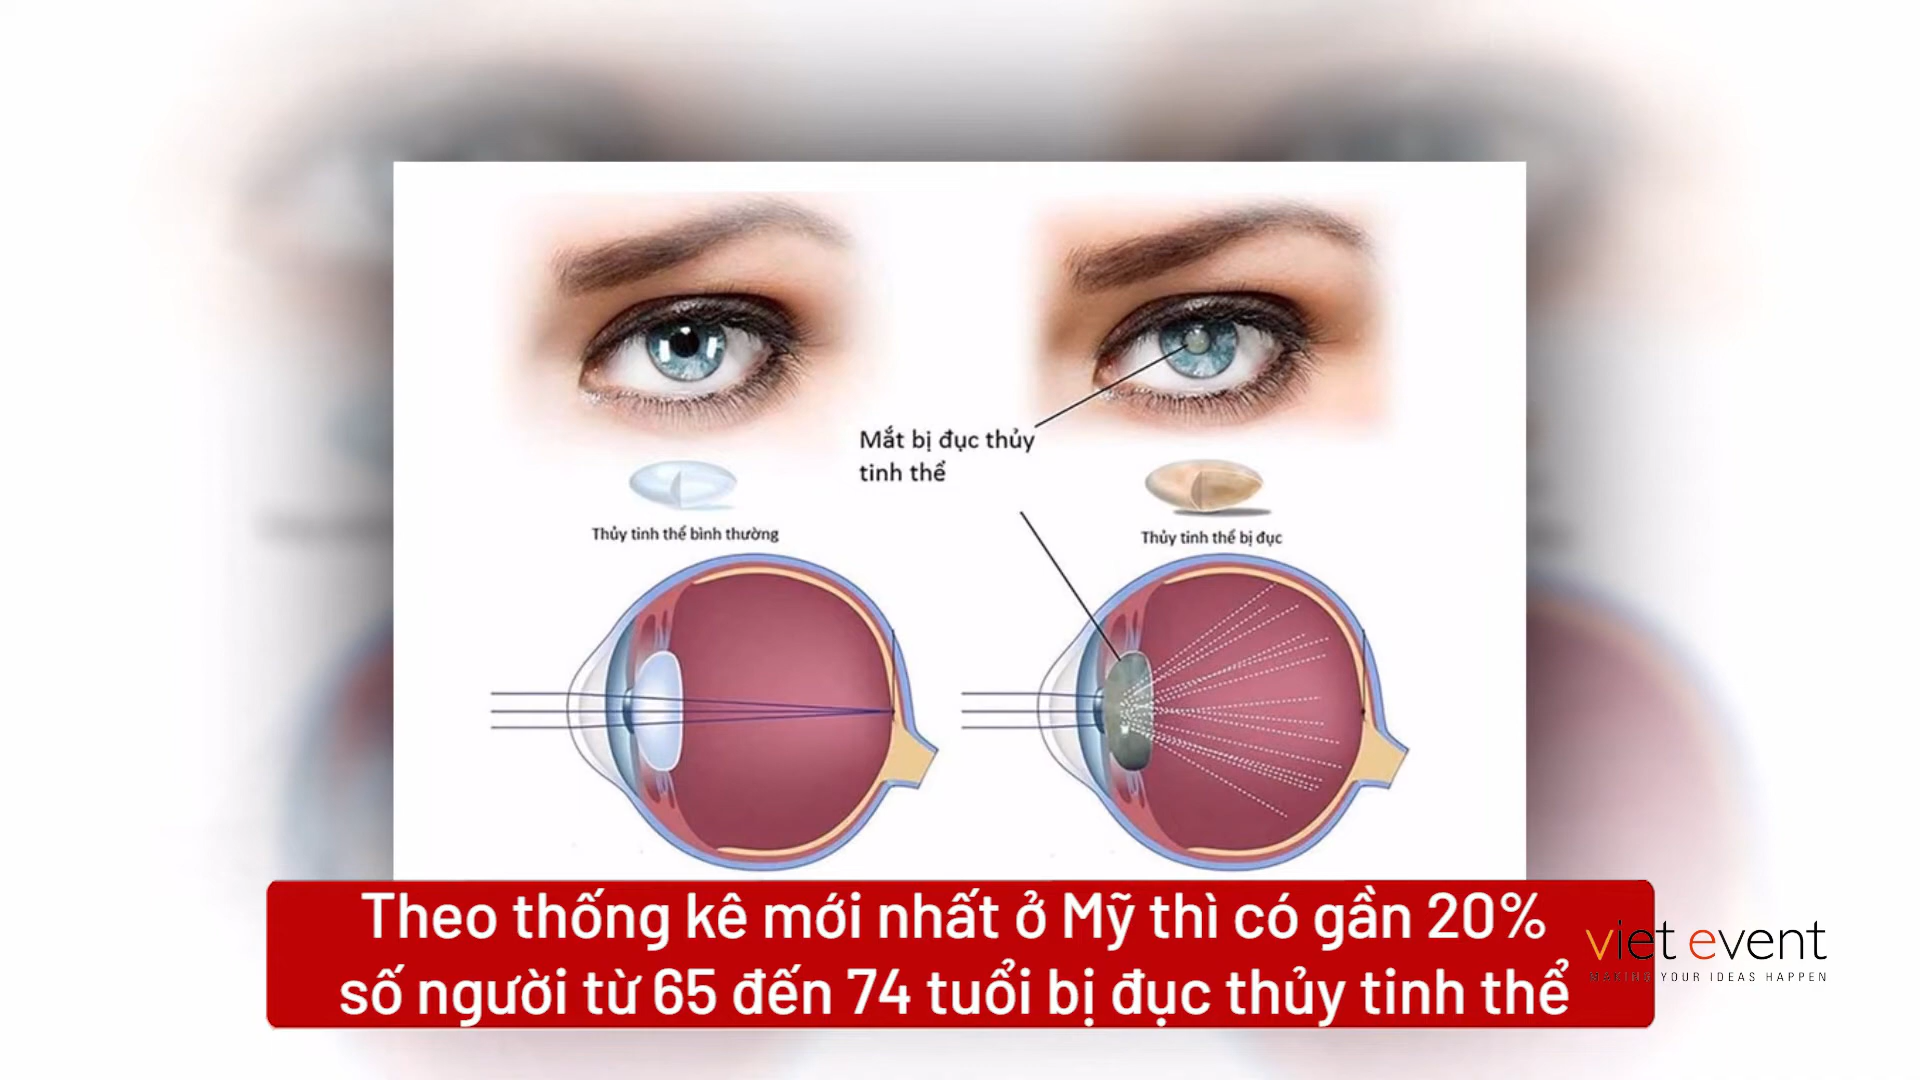 Mắt bị đục thủy
tinh thể
Thủy tinh thể bình thường
Thủy tinh thể bị đục
Theo thống kê mới nhất ở Mỹ thì có gần 20%
số người từ 65 đến 74 tuổi bị đục thủy tinh thể
viet event
MAKING YOUR IDEAS HAPPEN